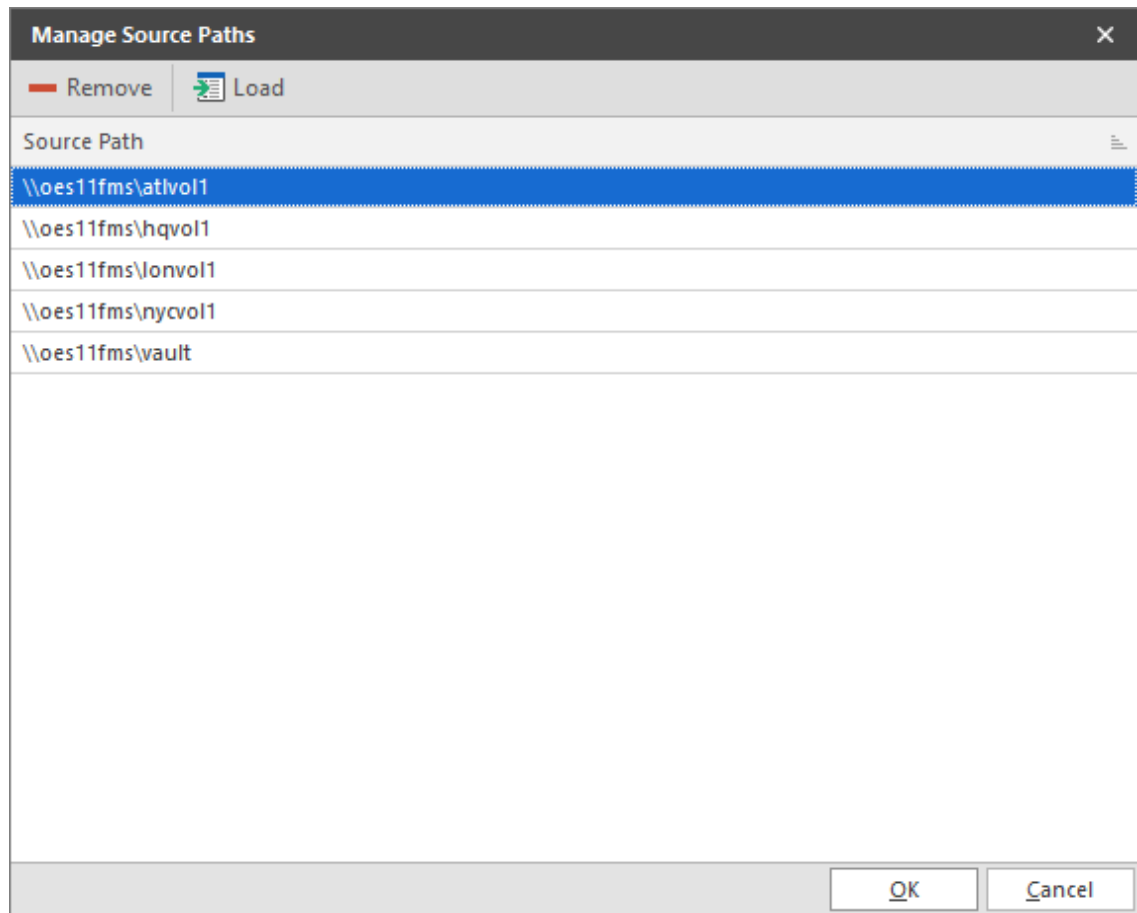 Manage Source Paths
Remove Load
Source Path
\\oes11fms\atlvol1
\\oes11fms\hqvol1
\\oes11fms\lonvol1
\\oes11fms\nycvol1
\\oes11fms\vault
OK Cancel